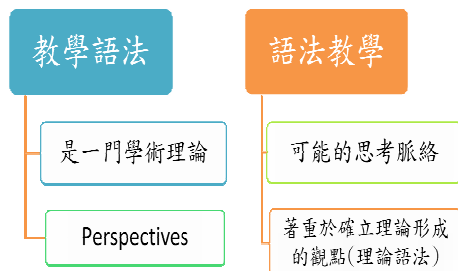 教學語法
是一門學術理論
Perspectives
語法教學
可能的思考脈絡
著重於確立理論形成
的觀點(理論語法)